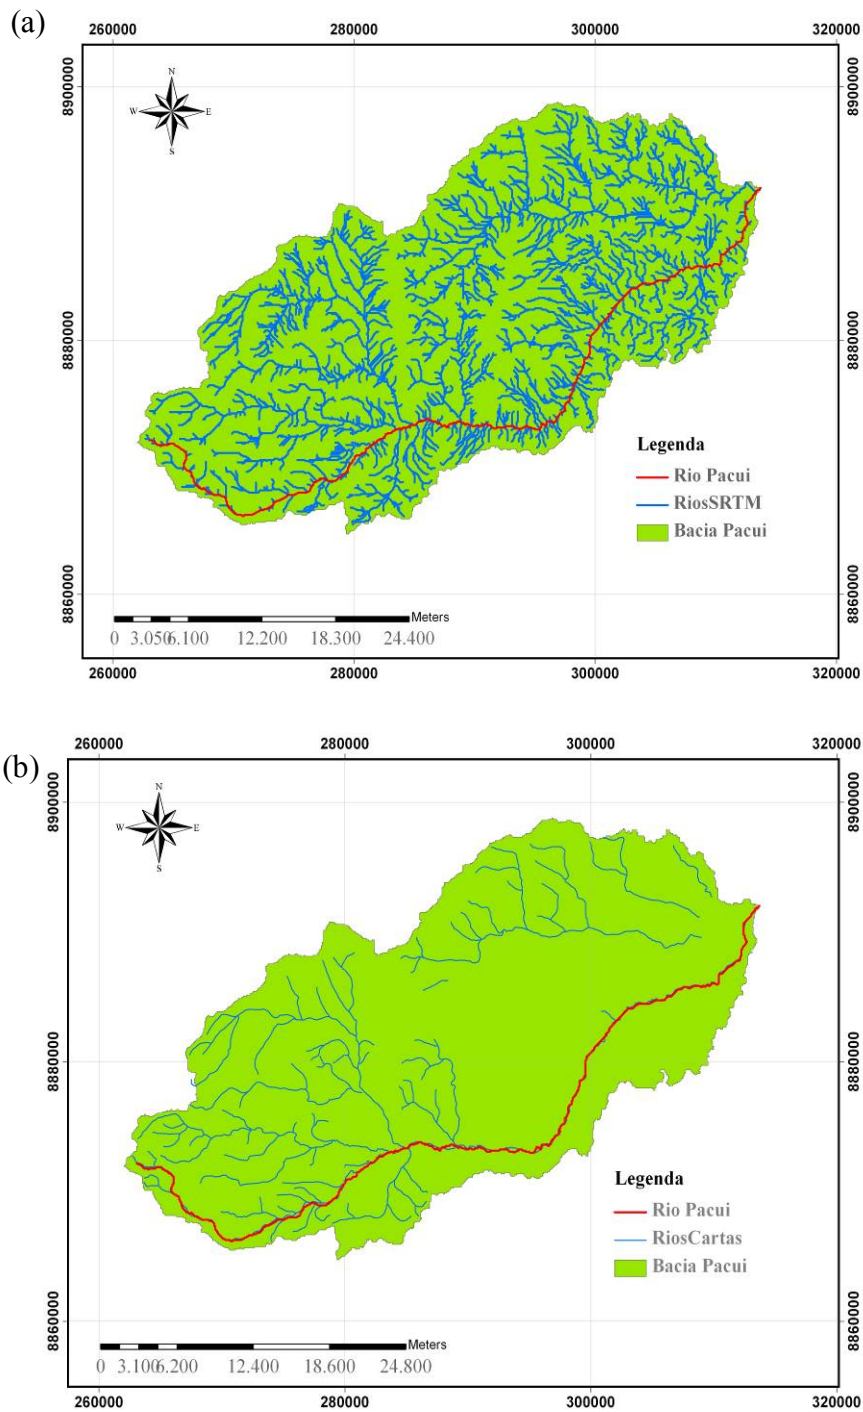 (a)
260000 280000 300000 320000
N
W E
S
8900000 8900000
8880000 8880000
8860000 8860000
Legenda
Rio Pacui
RiosSRTM
Bacia Pacui
Meters
0 3.050 6.100 12.200 18.300 24.400
260000 280000 300000 320000
(b)
260000 280000 300000 320000
N
W E
S
8900000 8900000
8880000 8880000
8860000 8860000
Legenda
Rio Pacui
RiosCartas
Bacia Pacui
Meters
0 3.100 6.200 12.400 18.600 24.800
260000 280000 300000 320000